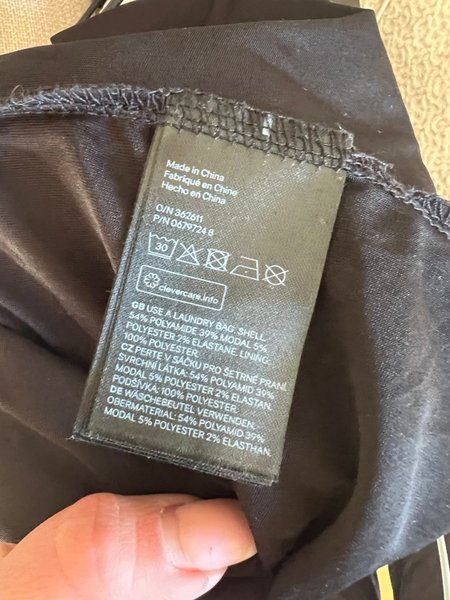 Made in China
Fabriqué en Chine
Hecho en China
O/N 362611
P/N 0679724 8
30
clevercare.info
GB USE A LAUNDRY BAG. SHELL:
54% POLYAMIDE 39% MODAL 5%
POLYESTER 2% ELASTANE. LINING:
100% POLYESTER.
CZ PERTE V SÁČKU PRO ŠETRNÉ PRANÍ.
SVRCHNÍ LÁTKA: 54% POLYAMID 39%
MODAL 5% POLYESTER 2% ELASTAN.
PODŠÍVKA: 100% POLYESTER.
DE WÄSCHEBEUTEL VERWENDEN.
OBERMATERIAL: 54% POLYAMID 39%
MODAL 5% POLYESTER 2% ELASTHAN.